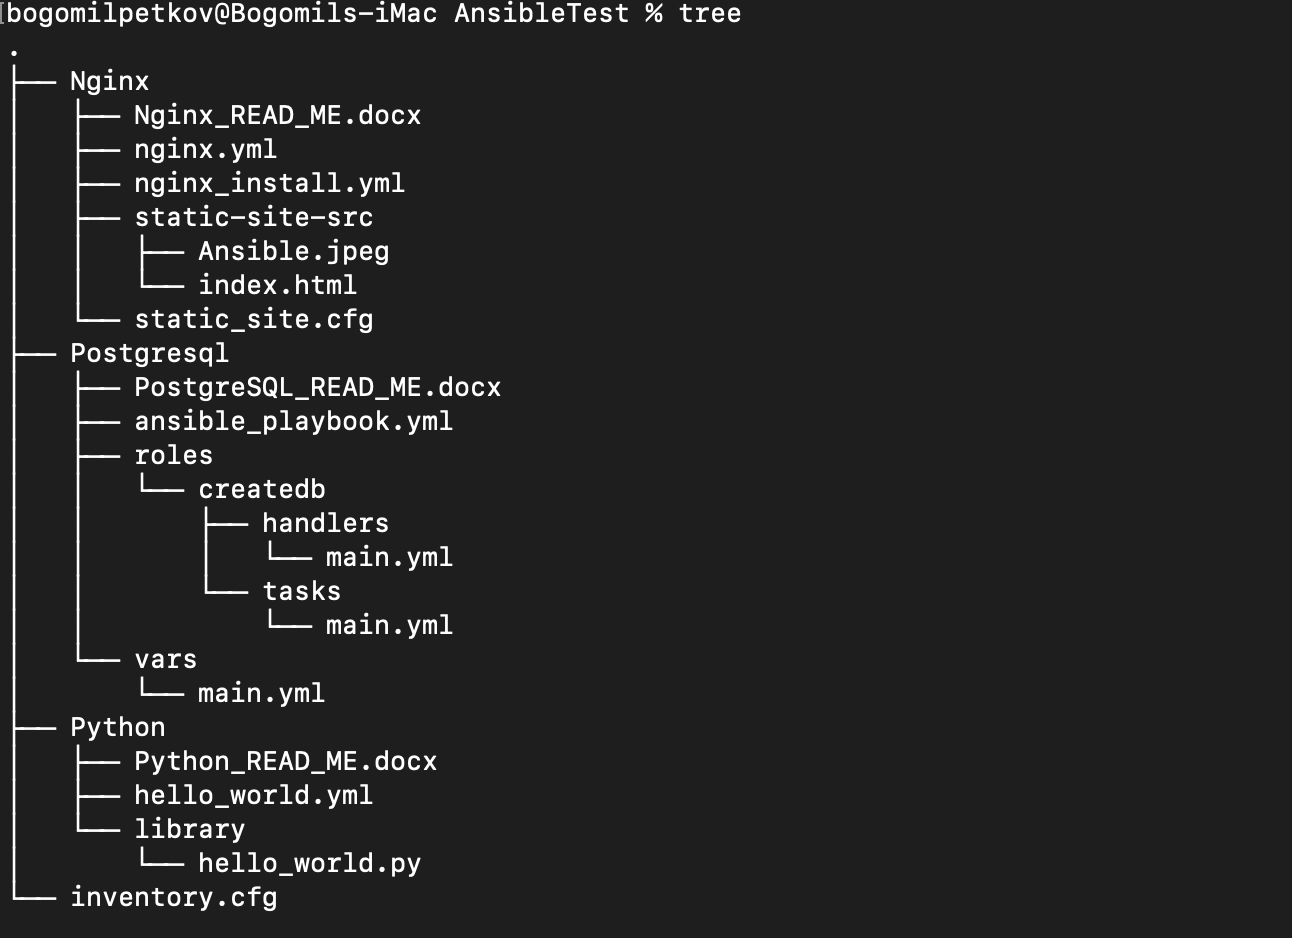 [bogomilpetkov@Bogomils-iMac AnsibleTest % tree
.
├── Nginx
│   ├── Nginx_READ_ME.docx
│   ├── nginx.yml
│   ├── nginx_install.yml
│   ├── static-site-src
│   │   ├── Ansible.jpeg
│   │   └── index.html
│   └── static_site.cfg
├── Postgresql
│   ├── PostgreSQL_READ_ME.docx
│   ├── ansible_playbook.yml
│   ├── roles
│   │   └── createdb
│   │       ├── handlers
│   │       │   └── main.yml
│   │       └── tasks
│   │           └── main.yml
│   └── vars
│       └── main.yml
├── Python
│   ├── Python_READ_ME.docx
│   ├── hello_world.yml
│   └── library
│       └── hello_world.py
└── inventory.cfg